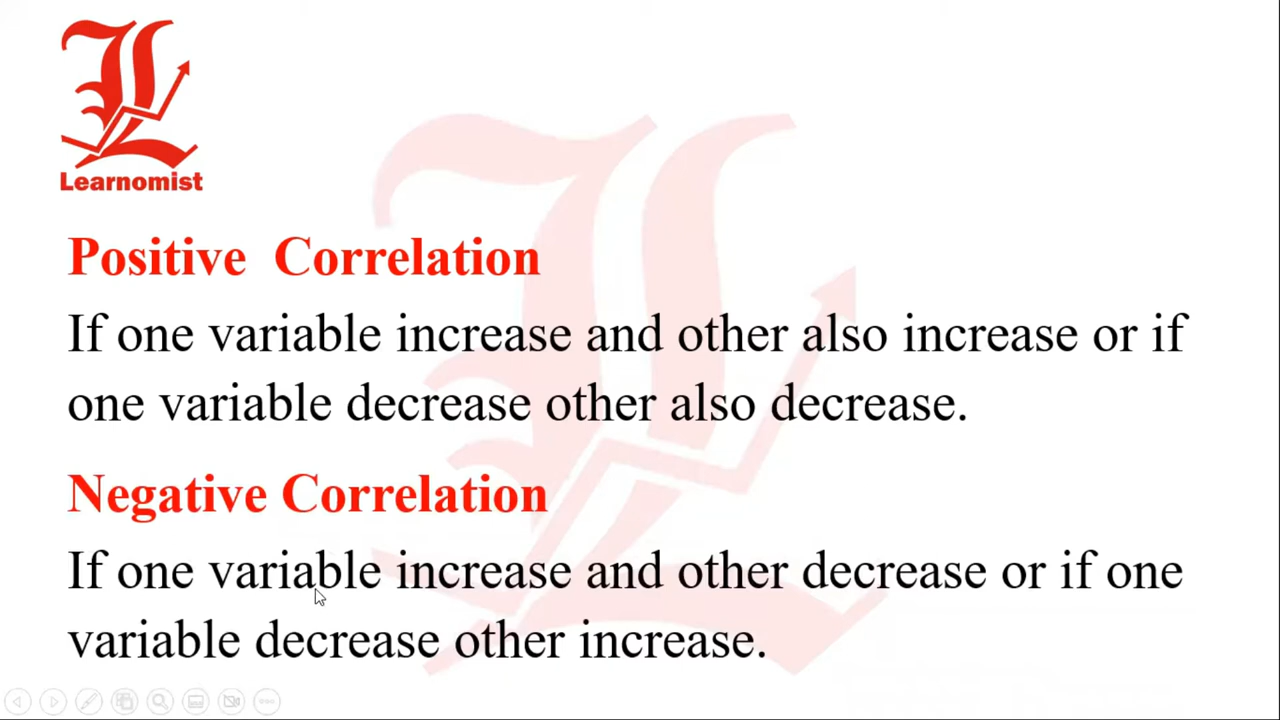 Learnomist
Positive Correlation
If one variable increase and other also increase or if
one variable decrease other also decrease.
Negative Correlation
If one variable increase and other decrease or if one
variable decrease other increase.